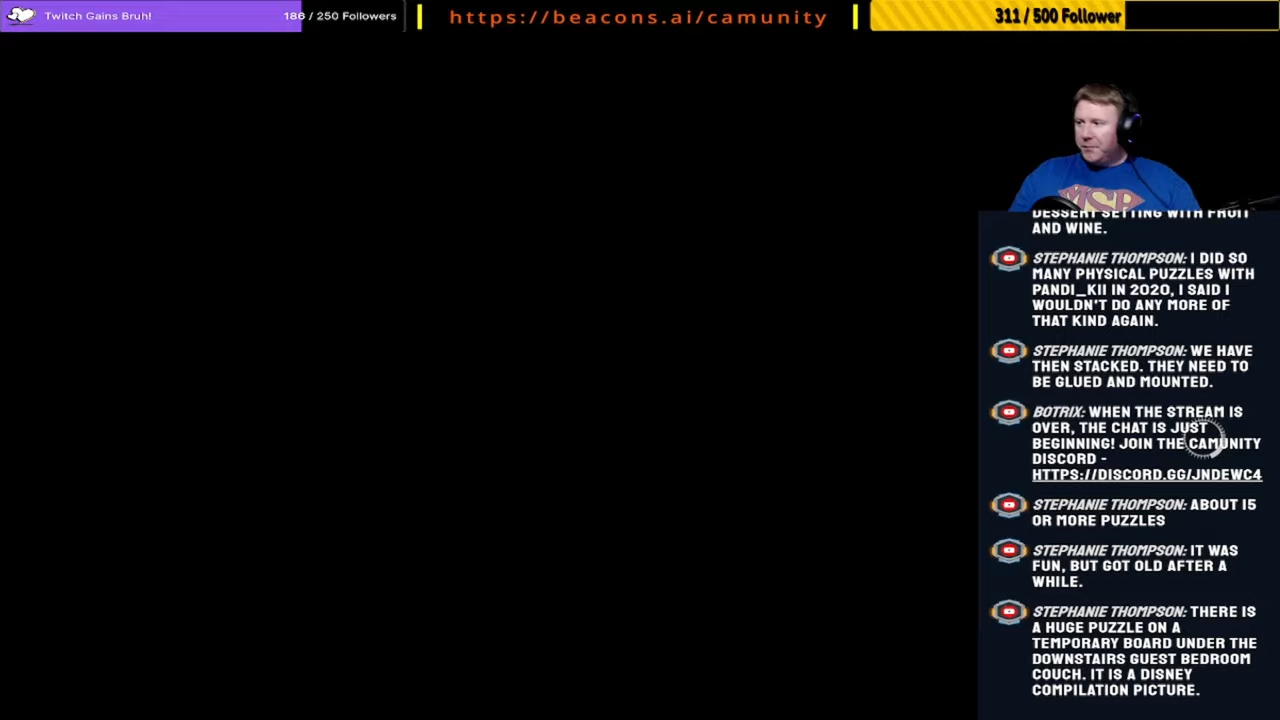 Twitch Gains Bruh!
186 / 250 Followers
https://beacons.ai/camunity
311 / 500 Follower
MSP
DESSERT SETTING WITH FRUIT
AND WINE.
STEPHANIE THOMPSON: I DID SO
MANY PHYSICAL PUZZLES WITH
PANDI_KII IN 2020, I SAID I
WOULDN'T DO ANY MORE OF
THAT KIND AGAIN.
STEPHANIE THOMPSON: WE HAVE
THEN STACKED. THEY NEED TO
BE GLUED AND MOUNTED.
BOTRIX: WHEN THE STREAM IS
OVER, THE CHAT IS JUST
BEGINNING! JOIN THE CAMUNITY
DISCORD -
HTTPS://DISCORD.GG/JNDEWC4
STEPHANIE THOMPSON: ABOUT 15
OR MORE PUZZLES
STEPHANIE THOMPSON: IT WAS
FUN, BUT GOT OLD AFTER A
WHILE.
STEPHANIE THOMPSON: THERE IS
A HUGE PUZZLE ON A
TEMPORARY BOARD UNDER THE
DOWNSTAIRS GUEST BEDROOM
COUCH. IT IS A DISNEY
COMPILATION PICTURE.